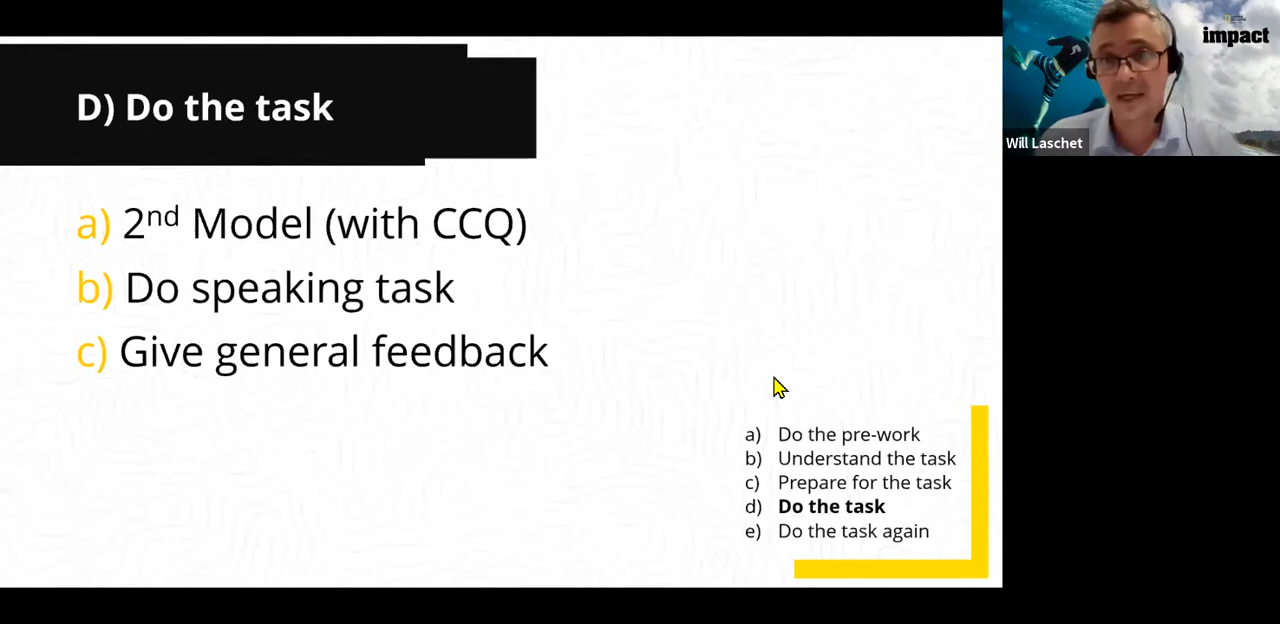 D) Do the task
a) 2nd Model (with CCQ)
b) Do speaking task
c) Give general feedback
a) Do the pre-work
b) Understand the task
c) Prepare for the task
d) Do the task
e) Do the task again
impact
Will Laschet